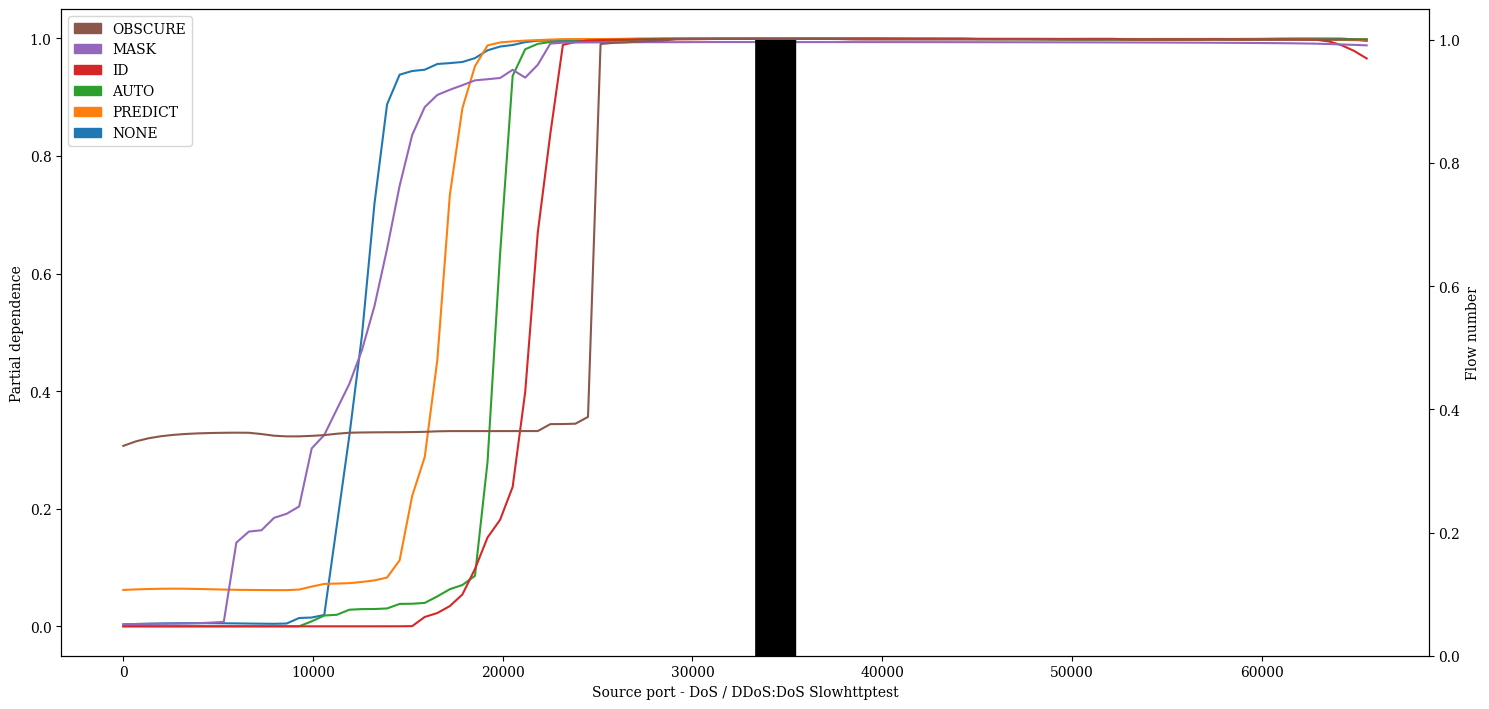 OBSCURE
MASK
ID
AUTO
PREDICT
NONE
Partial dependence
1.0
0.8
0.6
0.4
0.2
0.0
1.0
0.8
0.6
0.4
0.2
0.0
Flow number
0 10000 20000 30000 40000 50000 60000
Source port - DoS / DDoS:DoS Slowhttptest